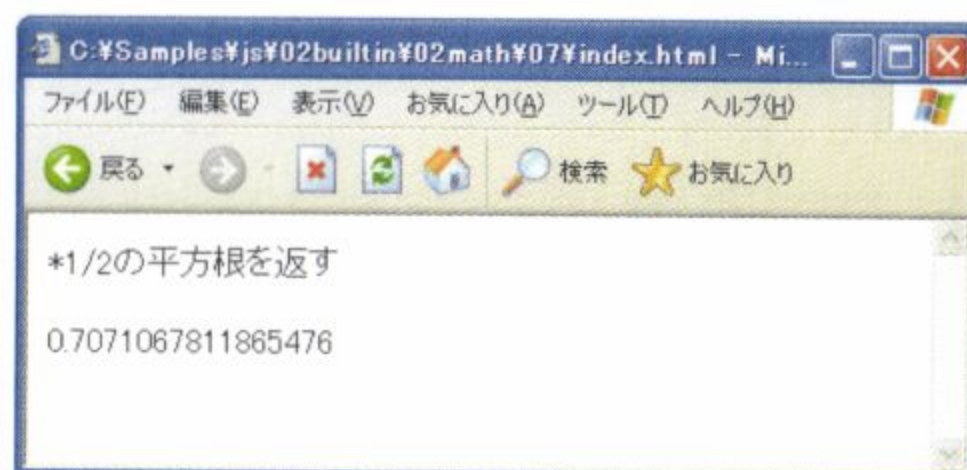 C:¥Samples¥js¥02builtin¥02math¥07¥index.html - Mi...
ファイル(F) 編集(E) 表示(V) お気に入り(A) ツール(T) ヘルプ(H)
戻る 検索 お気に入り
*1/2の平方根を返す
0.7071067811865476